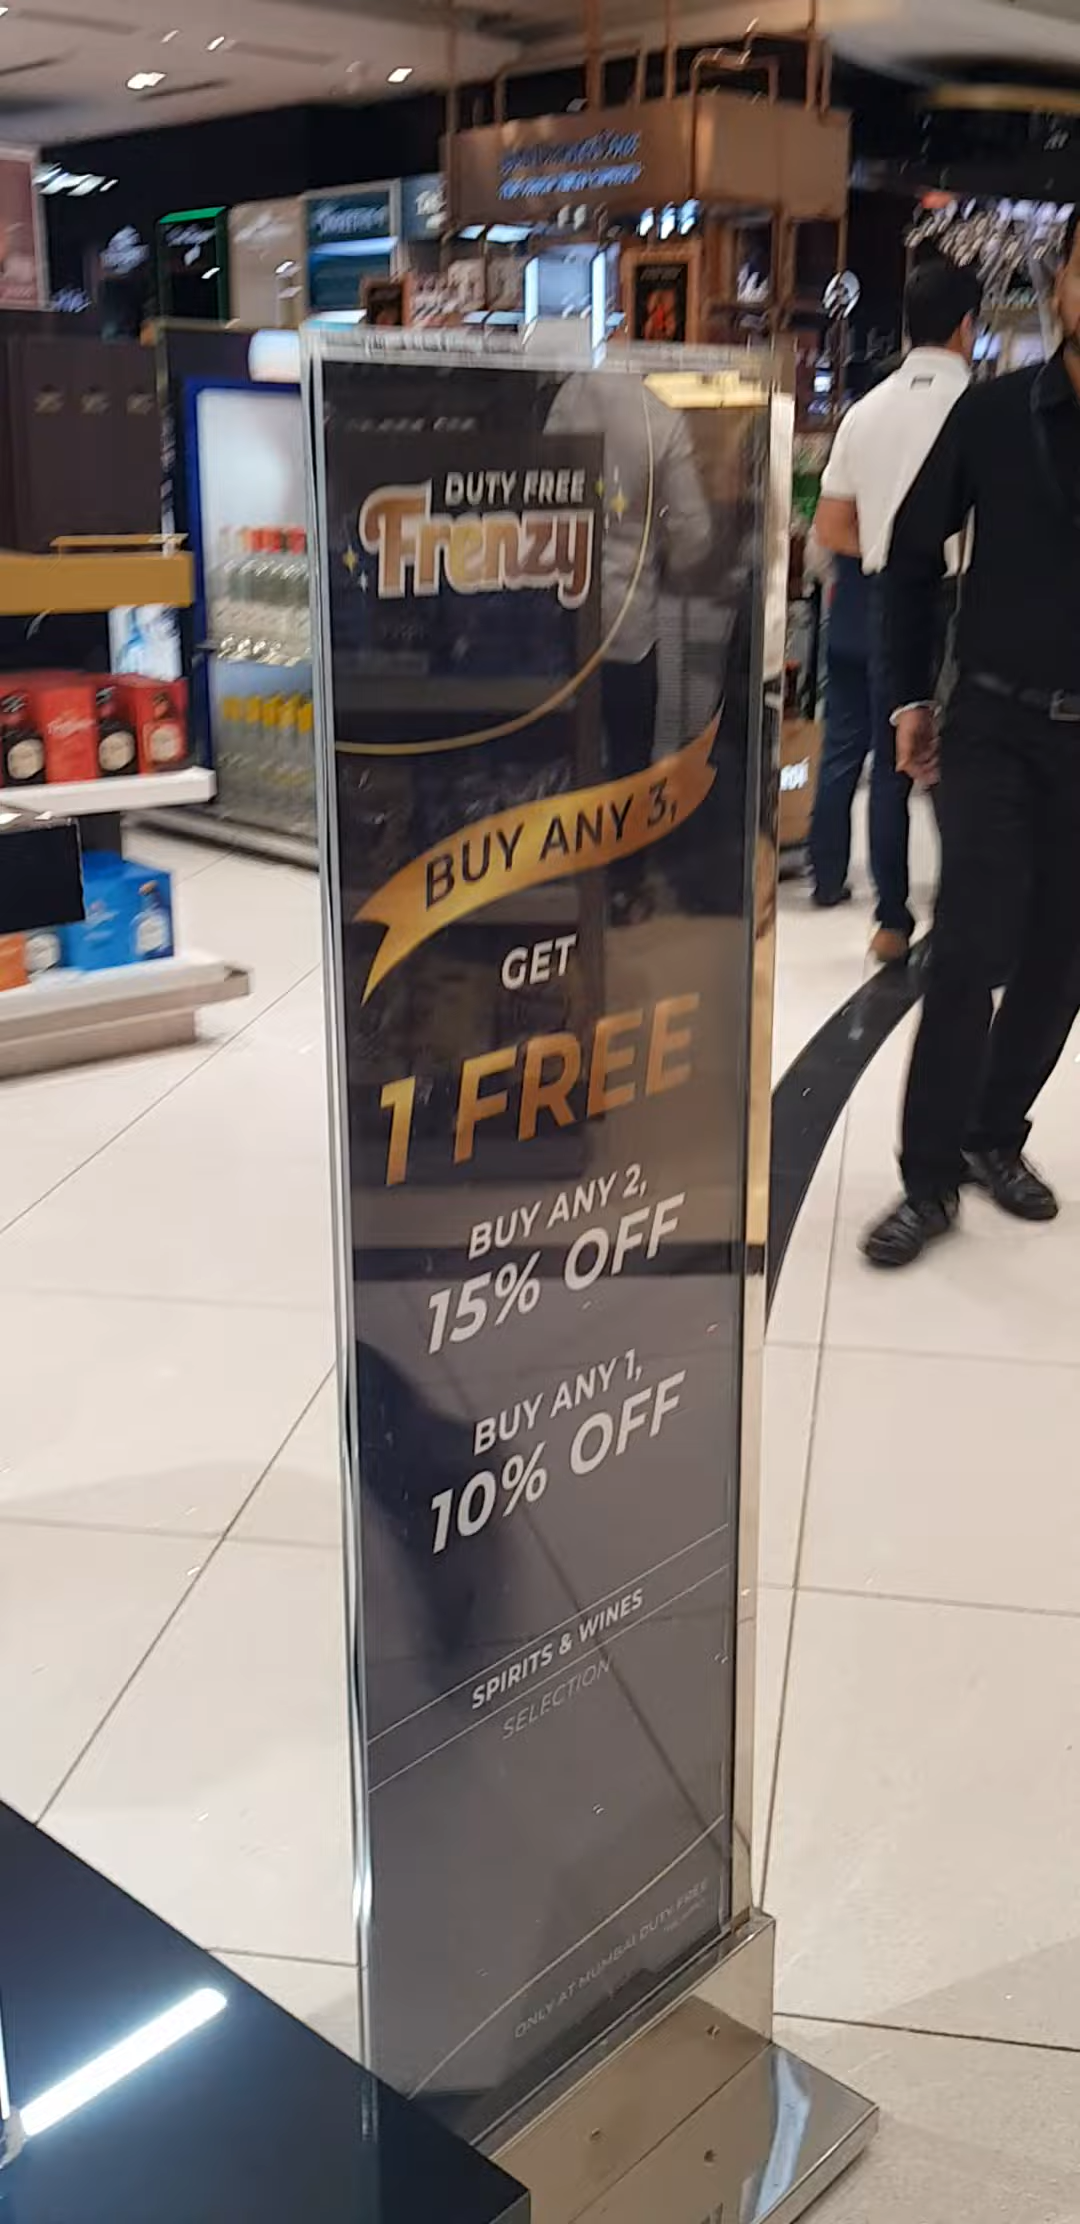 DUTY FREE
Frenzy
BUY ANY 3,
GET
1 FREE
BUY ANY 2,
15% OFF
BUY ANY 1,
10% OFF
SPIRITS & WINES
SELECTION
ONLY AT MUMBAI DUTY FREE